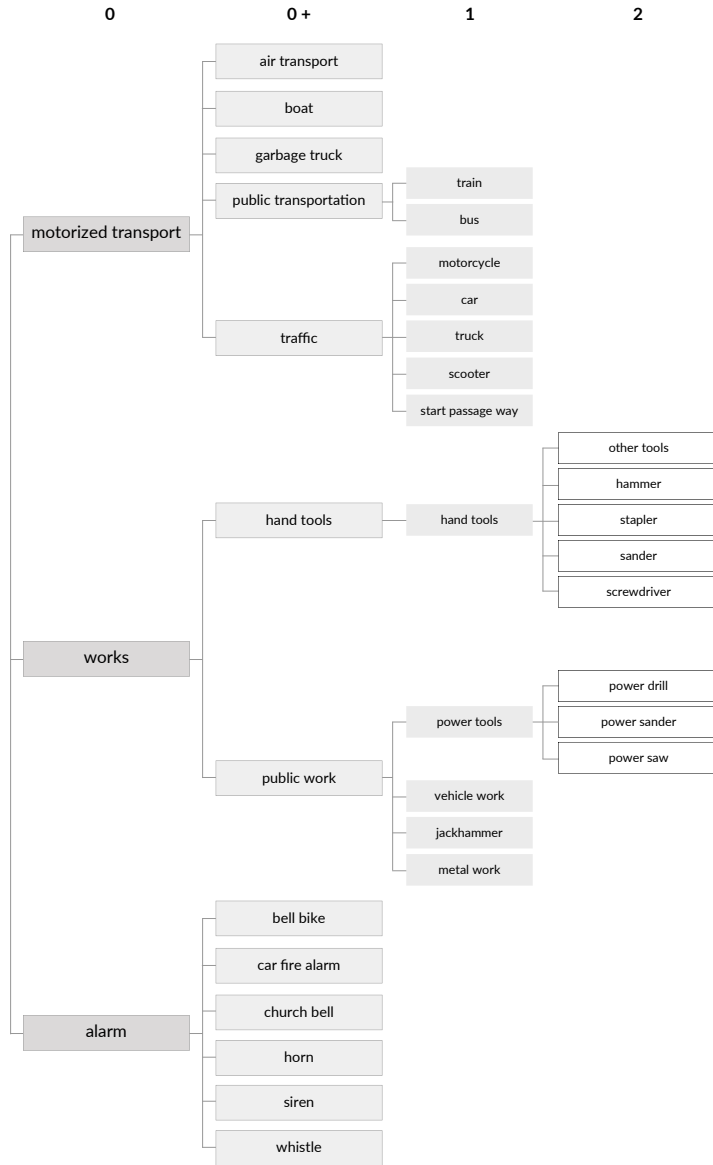 0 0 + 1 2
air transport
boat
garbage truck
public transportation
train
bus
motorized transport
motorcycle
car
traffic
truck
scooter
start passage way
other tools
hammer
hand tools
hand tools
stapler
sander
screwdriver
works
power drill
power tools
power sander
power saw
public work
vehicle work
jackhammer
metal work
bell bike
car fire alarm
church bell
alarm
horn
siren
whistle